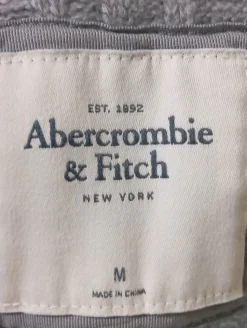 EST. 1892
Abercrombie
& Fitch
NEW YORK
M
MADE IN CHINA